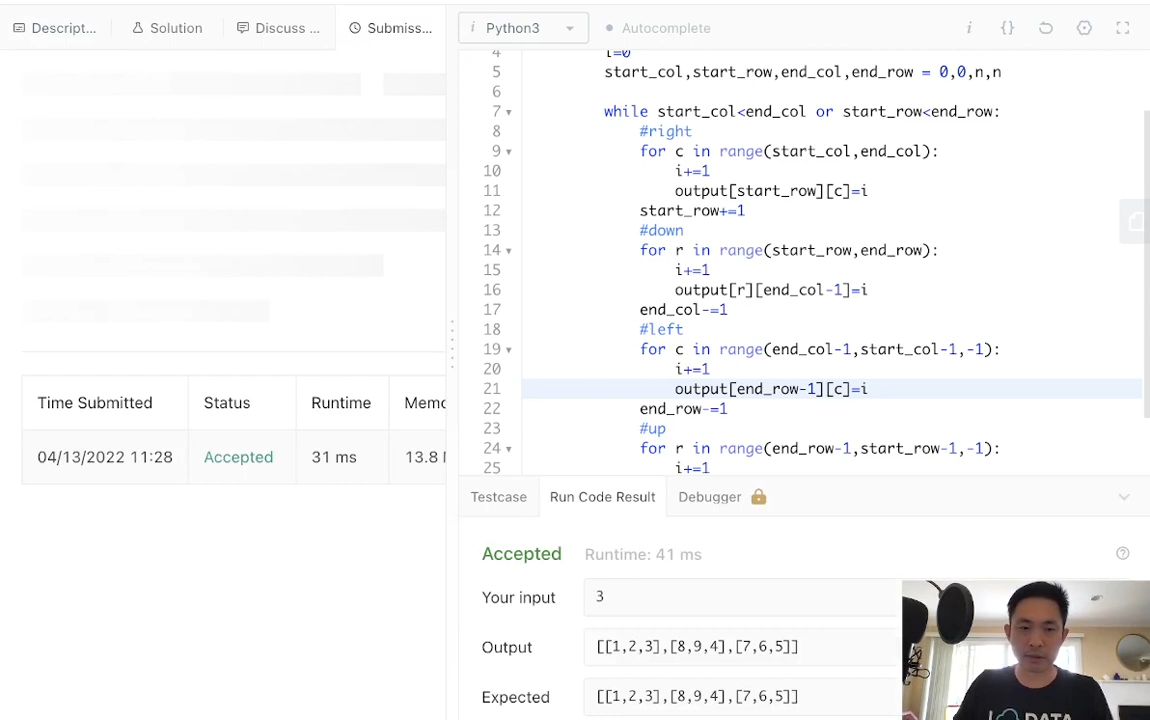 Descript...
Solution
Discuss ...
Submiss...
i Python3
Autocomplete
i {}
4 i=0
5 start_col,start_row,end_col,end_row = 0,0,n,n
6
7 while start_col<end_col or start_row<end_row:
8 #right
9 for c in range(start_col,end_col):
10 i+=1
11 output[start_row][c]=i
12 start_row+=1
13 #down
14 for r in range(start_row,end_row):
15 i+=1
16 output[r][end_col-1]=i
17 end_col-=1
18 #left
19 for c in range(end_col-1,start_col-1,-1):
20 i+=1
21 output[end_row-1][c]=i
22 end_row-=1
23 #up
24 for r in range(end_row-1,start_row-1,-1):
25 i+=1
Time Submitted Status Runtime Memo
04/13/2022 11:28 Accepted 31 ms 13.8
Testcase Run Code Result Debugger
Accepted Runtime: 41 ms
Your input 3
Output [[1,2,3],[8,9,4],[7,6,5]]
Expected [[1,2,3],[8,9,4],[7,6,5]]
DATA